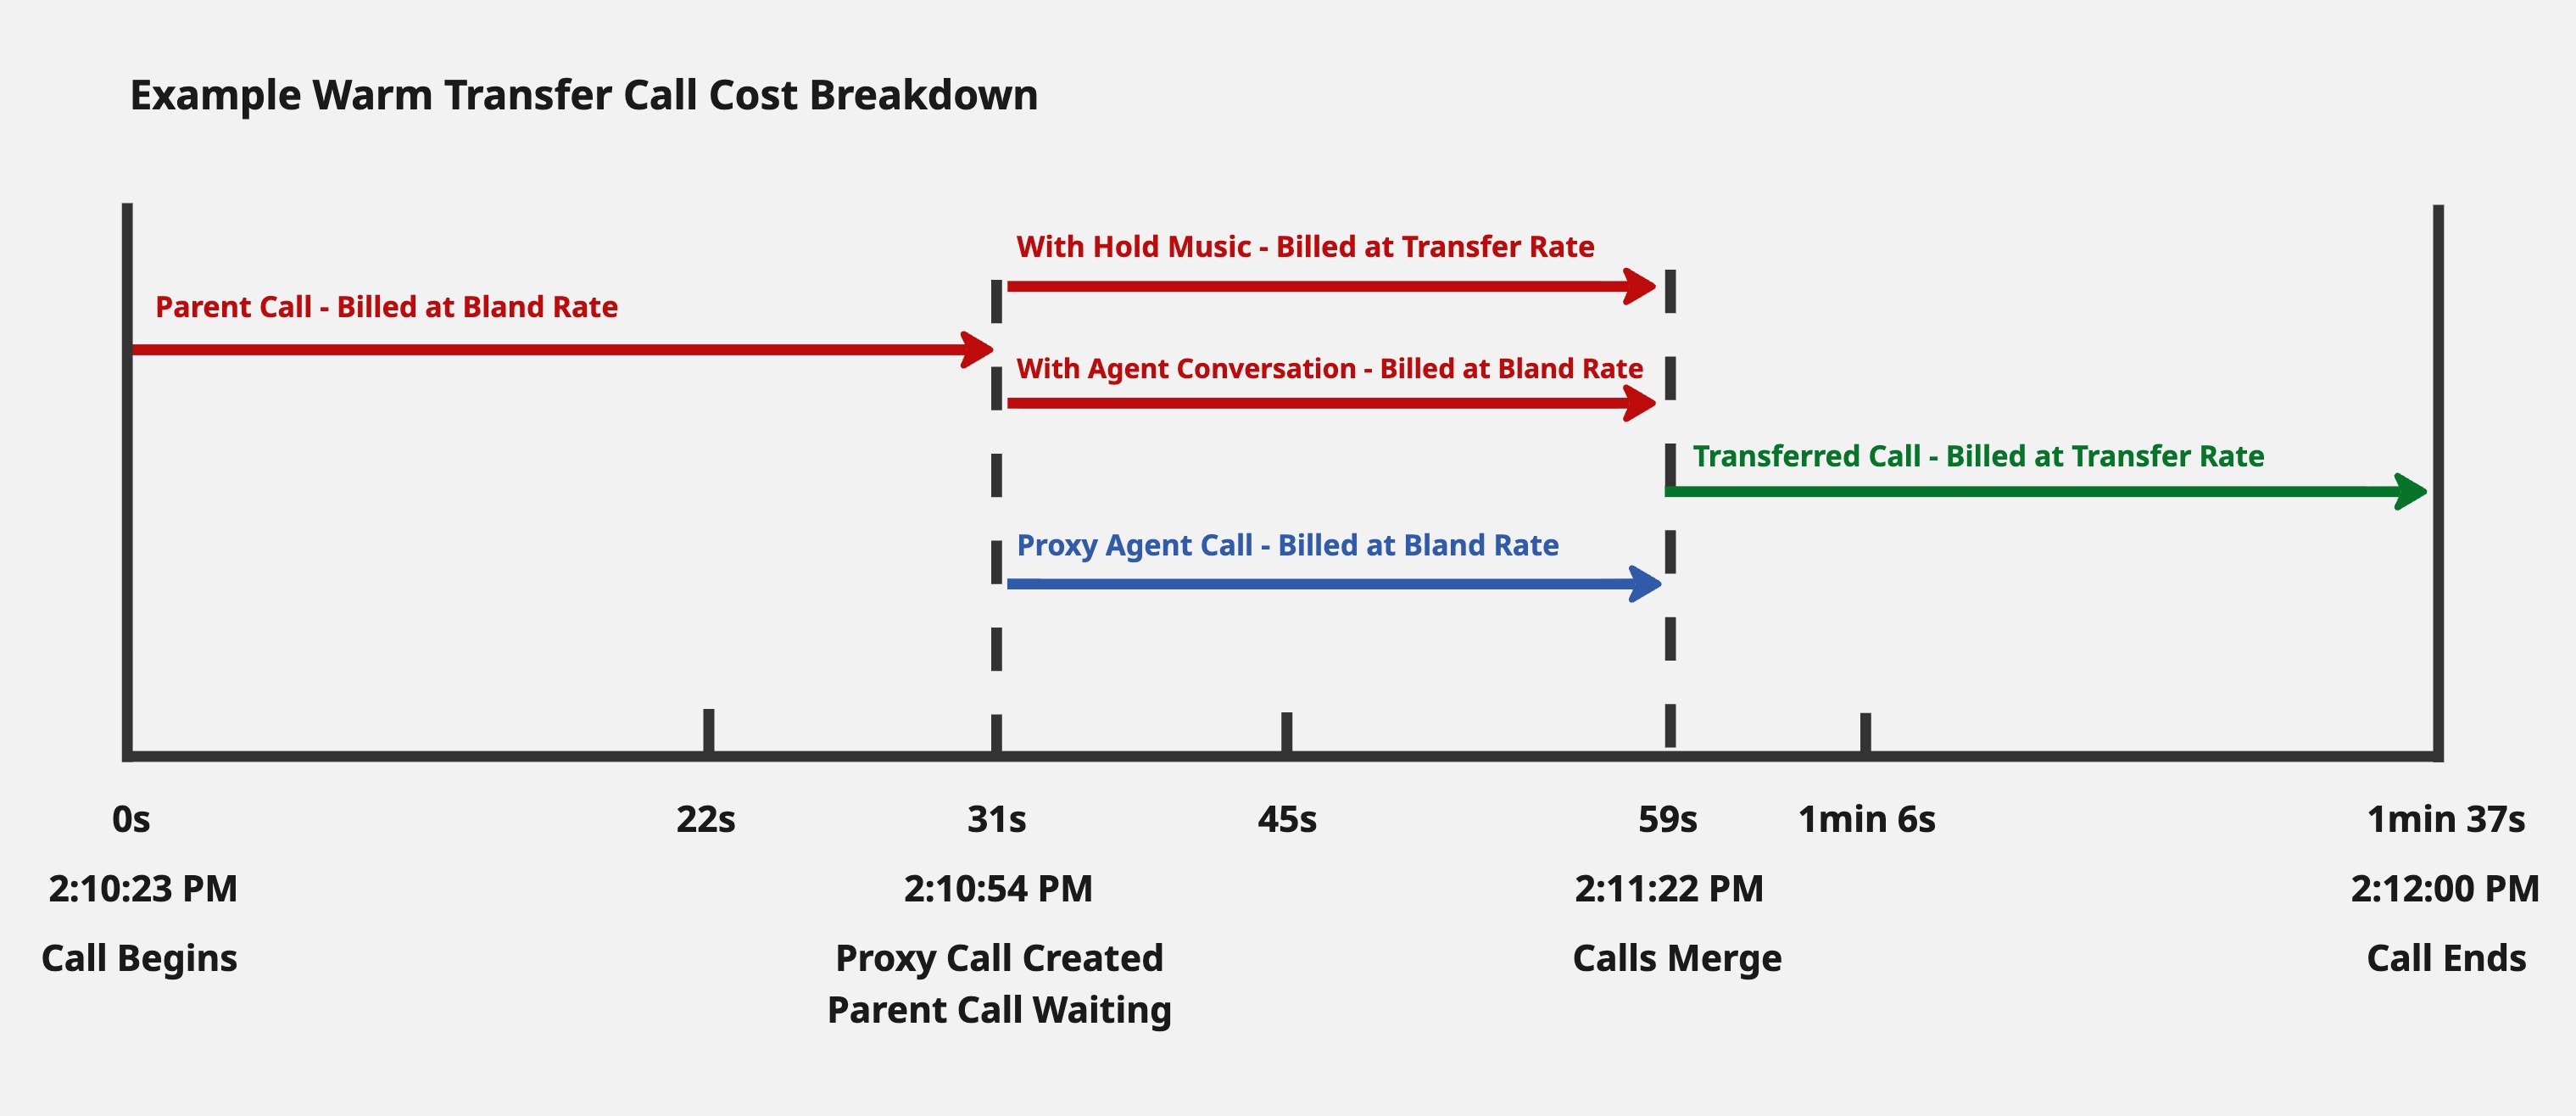 Example Warm Transfer Call Cost Breakdown
With Hold Music - Billed at Transfer Rate
Parent Call - Billed at Bland Rate
With Agent Conversation - Billed at Bland Rate
Transferred Call - Billed at Transfer Rate
Proxy Agent Call - Billed at Bland Rate
0s 22s 31s 45s 59s 1min 6s 1min 37s
2:10:23 PM 2:10:54 PM 2:11:22 PM 2:12:00 PM
Call Begins Proxy Call Created Calls Merge Call Ends
Parent Call Waiting